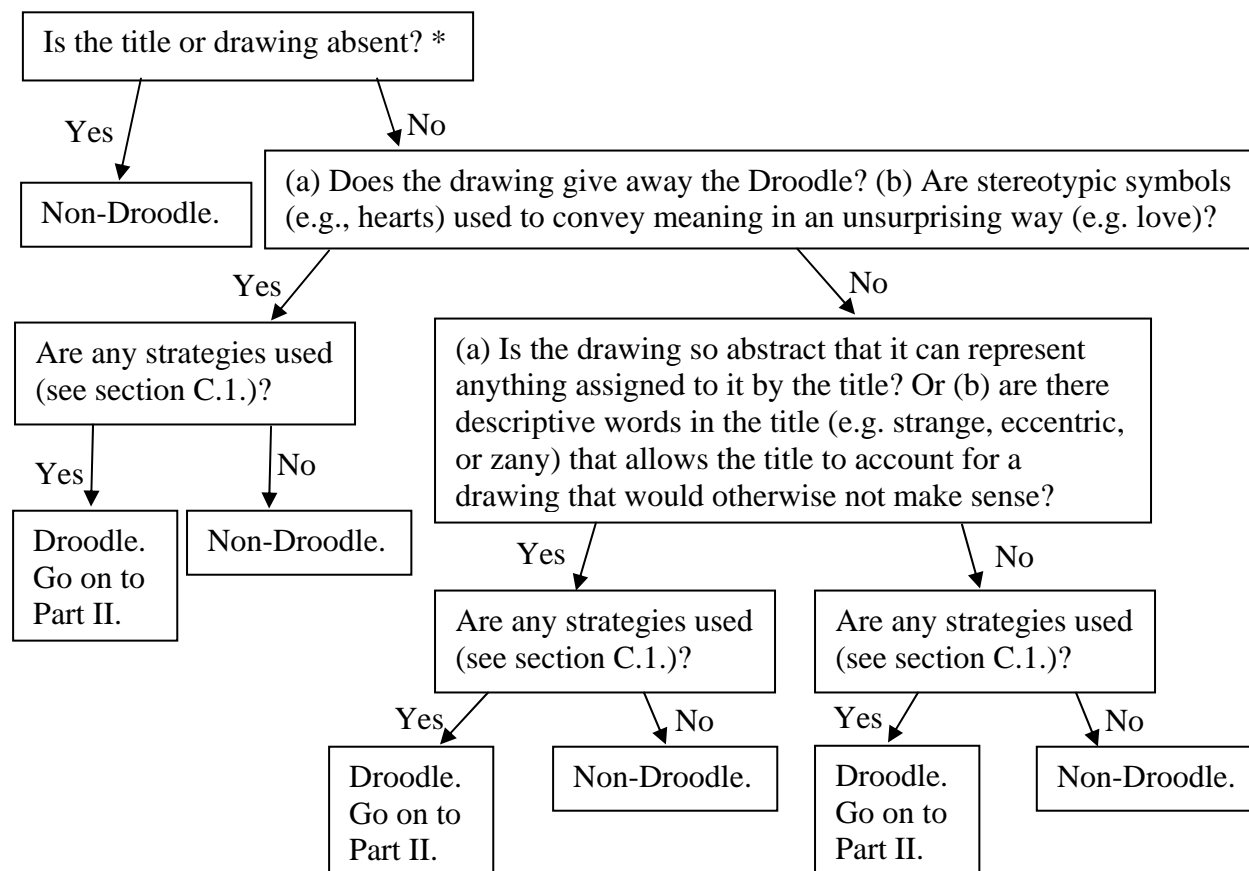 Is the title or drawing absent? *
Yes
No
Non-Droodle.
(a) Does the drawing give away the Droodle? (b) Are stereotypic symbols
(e.g., hearts) used to convey meaning in an unsurprising way (e.g. love)?
Yes
No
Are any strategies used
(see section C.1.)?
(a) Is the drawing so abstract that it can represent
anything assigned to it by the title? Or (b) are there
descriptive words in the title (e.g. strange, eccentric,
or zany) that allows the title to account for a
drawing that would otherwise not make sense?
Yes
No
Droodle.
Go on to
Part II.
Non-Droodle.
Yes
No
Are any strategies used
(see section C.1.)?
Are any strategies used
(see section C.1.)?
Yes
No
Yes
No
Droodle.
Go on to
Part II.
Non-Droodle.
Droodle.
Go on to
Part II.
Non-Droodle.